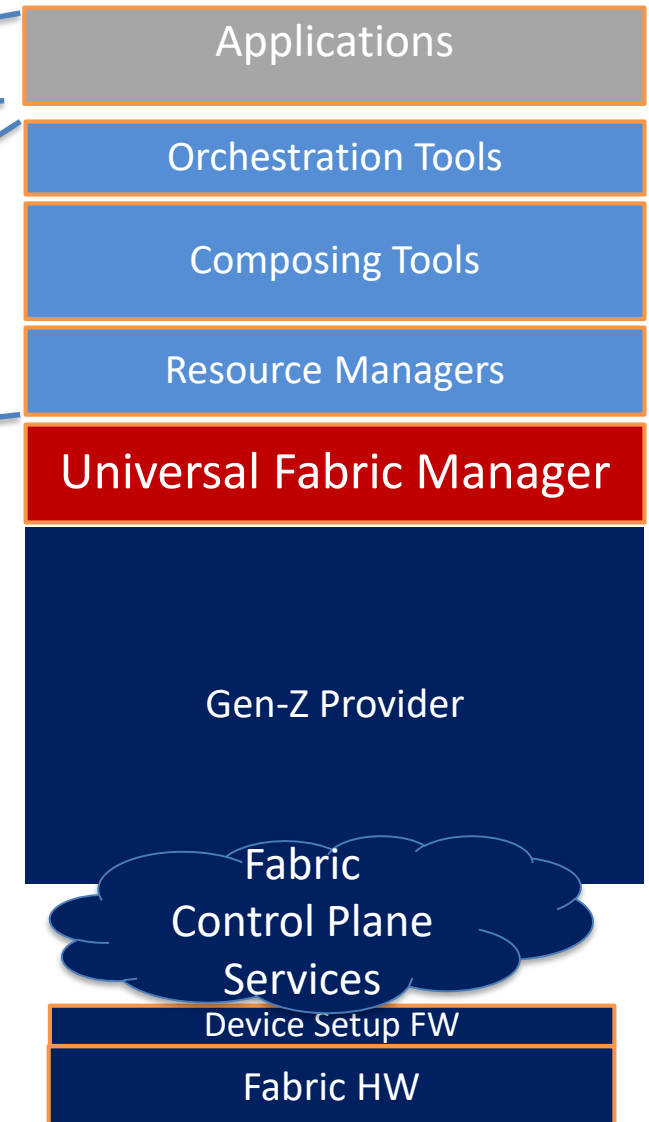 Applications
Orchestration Tools
Composing Tools
Resource Managers
Universal Fabric Manager
Gen-Z Provider
Fabric
Control Plane
Services
Device Setup FW
Fabric HW